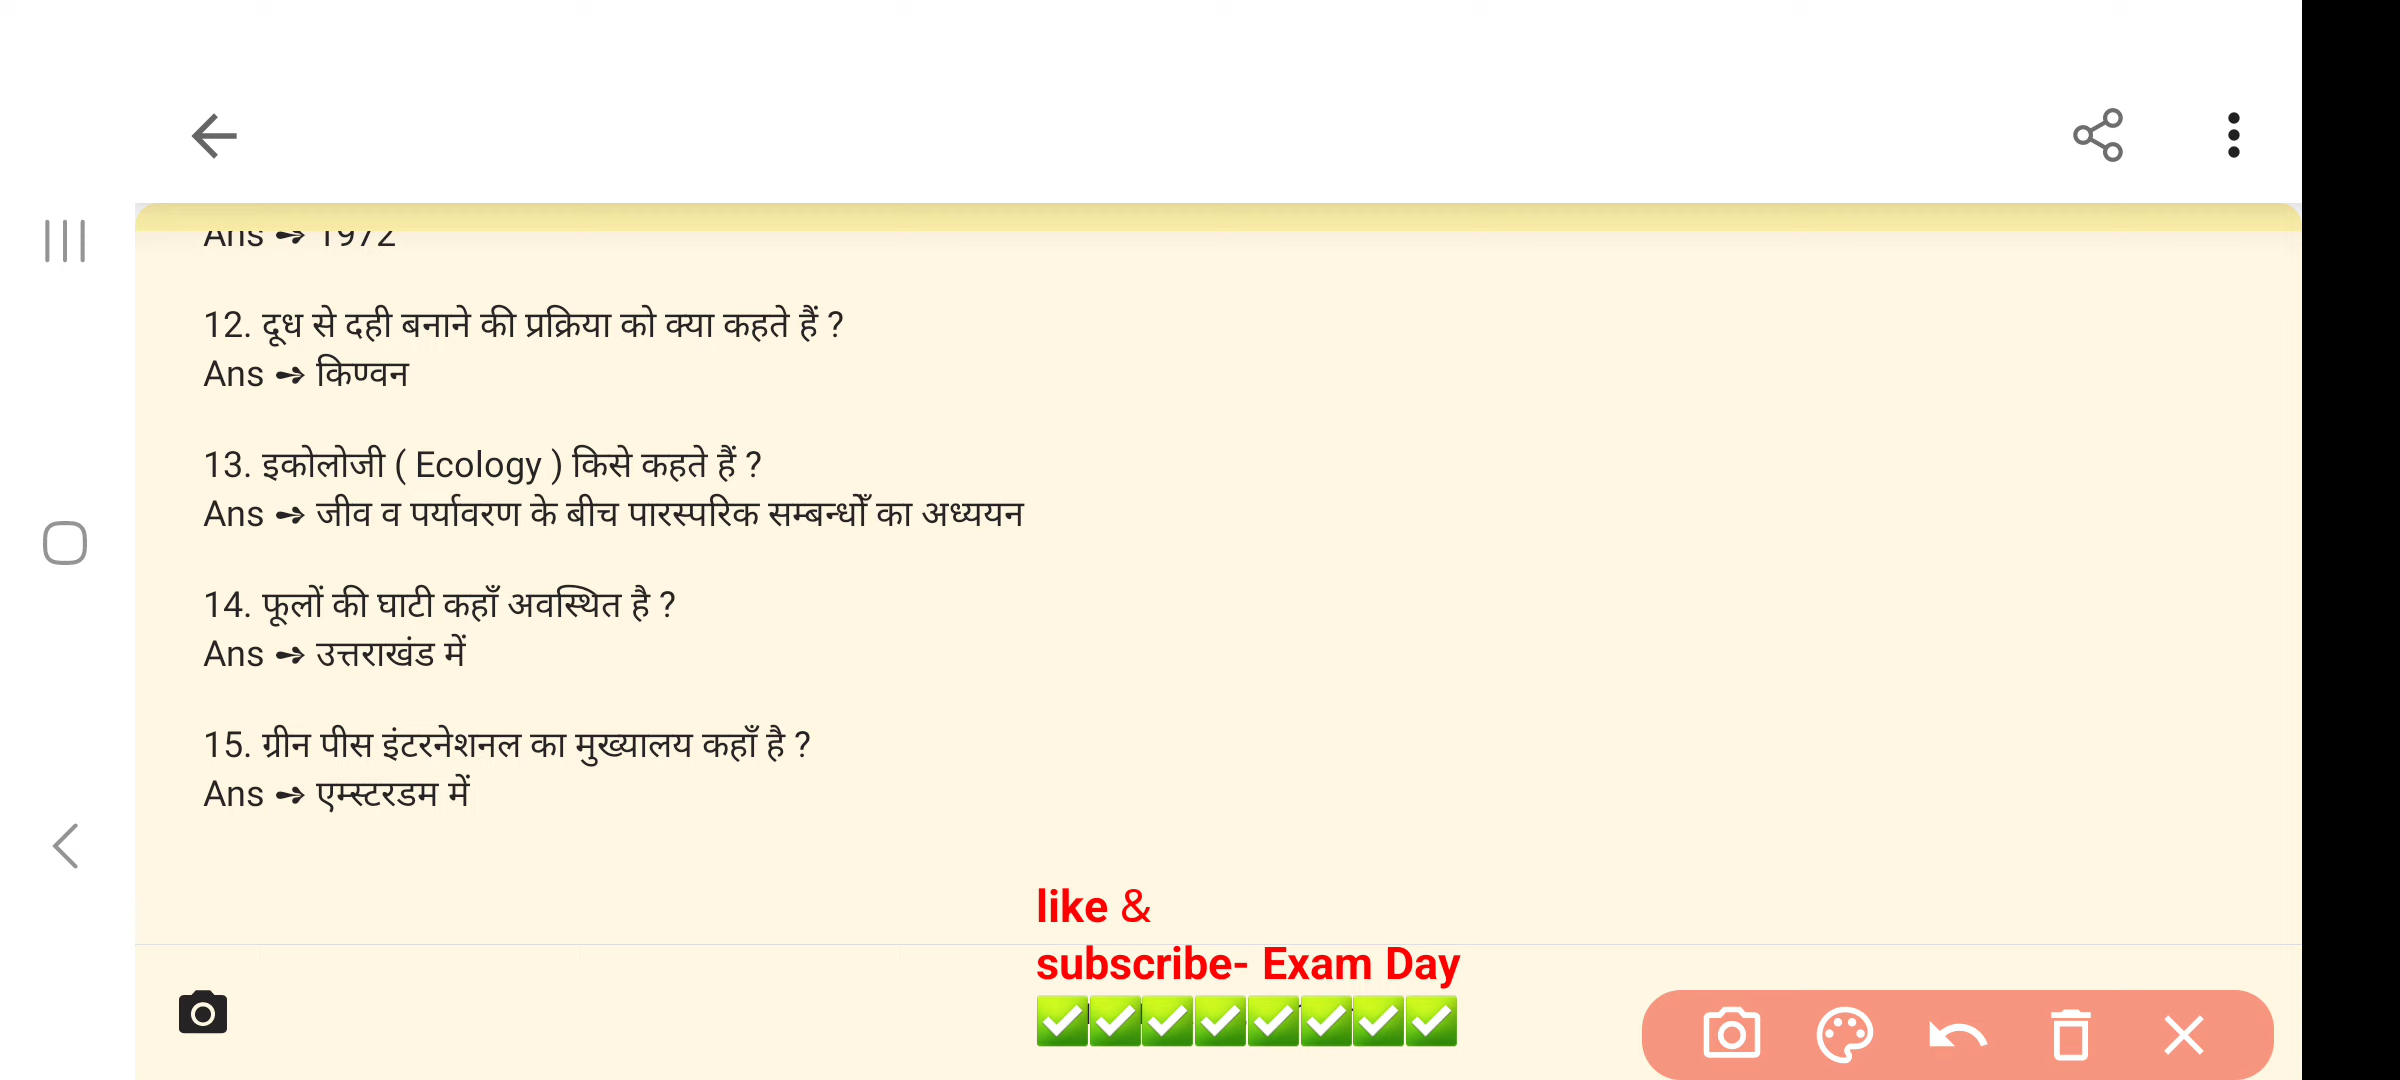 Ans ➺ 1972
12. दूध से दही बनाने की प्रक्रिया को क्या कहते हैं ?
Ans ➺ किण्वन
13. इकोलोजी ( Ecology ) किसे कहते हैं ?
Ans ➺ जीव व पर्यावरण के बीच पारस्परिक सम्बन्धोँ का अध्ययन
14. फूलों की घाटी कहाँ अवस्थित है ?
Ans ➺ उत्तराखंड में
15. ग्रीन पीस इंटरनेशनल का मुख्यालय कहाँ है ?
Ans ➺ एम्स्टरडम में
like &
subscribe- Exam Day
✅✅✅✅✅✅✅✅